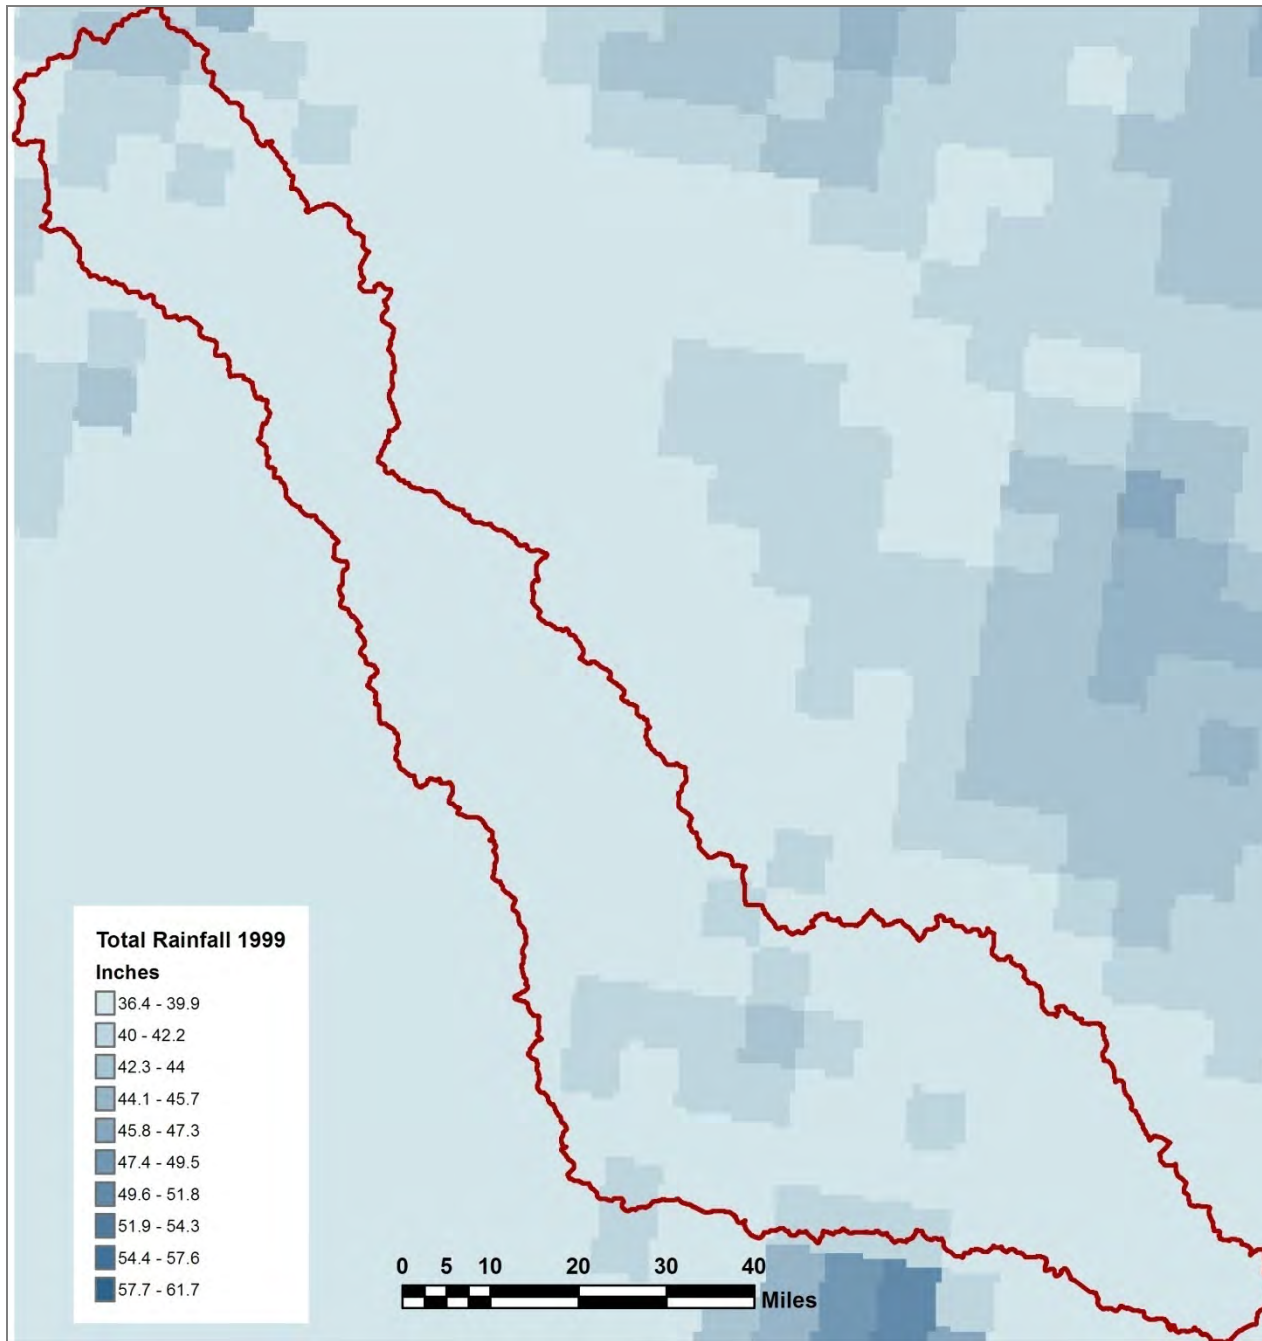 Total Rainfall 1999
Inches
36.4 - 39.9
40 - 42.2
42.3 - 44
44.1 - 45.7
45.8 - 47.3
47.4 - 49.5
49.6 - 51.8
51.9 - 54.3
54.4 - 57.6
57.7 - 61.7
0 5 10 20 30 40
Miles